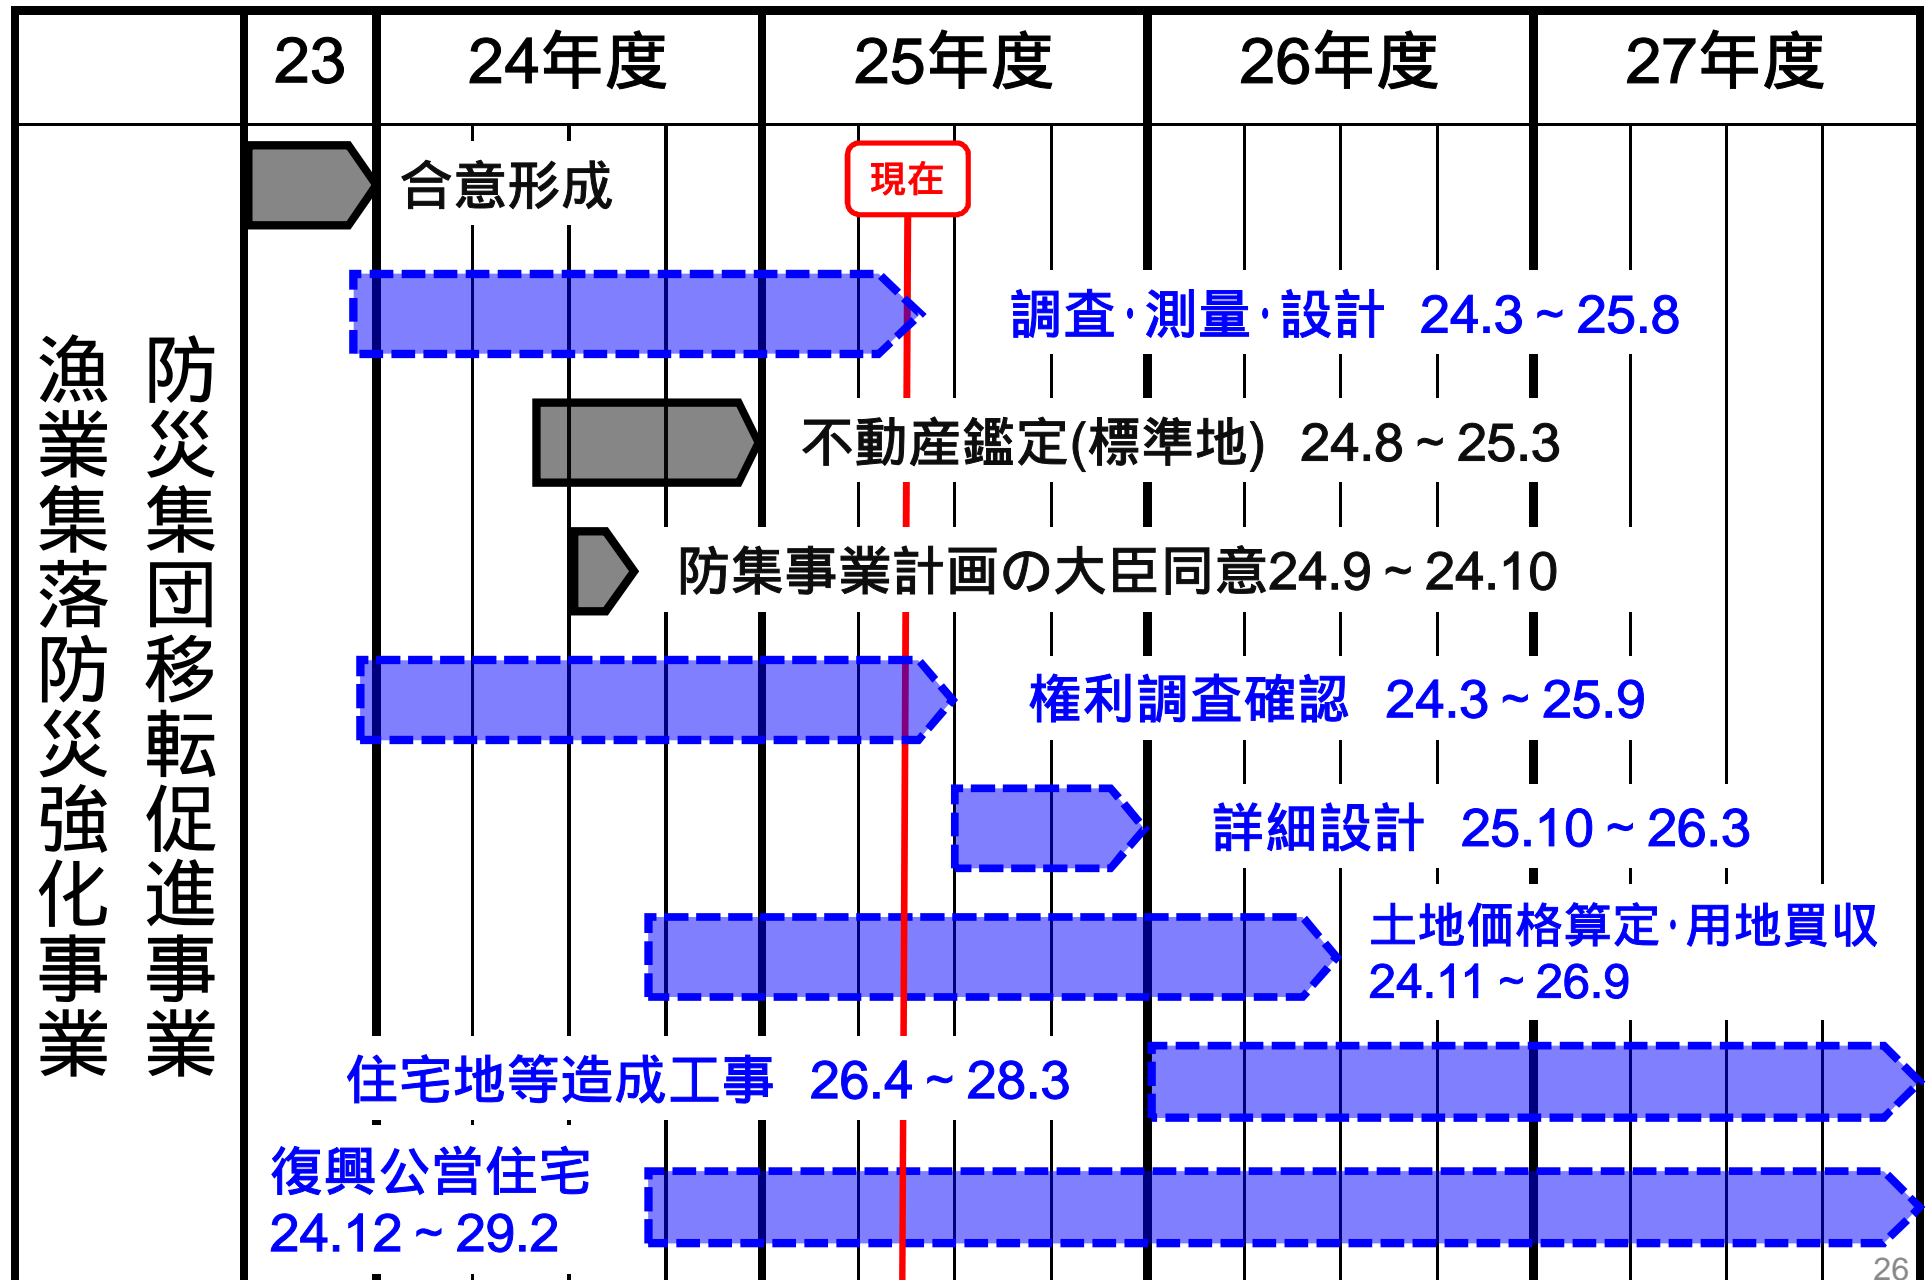 23
24年度
25年度
26年度
27年度
防災集団移転促進事業
漁業集落防災強化事業
合意形成
現在
調査･測量･設計 24.3～25.8
不動産鑑定(標準地) 24.8～25.3
防集事業計画の大臣同意24.9～24.10
権利調査確認 24.3～25.9
詳細設計 25.10～26.3
土地価格算定･用地買収
24.11～26.9
住宅地等造成工事 26.4～28.3
復興公営住宅
24.12～29.2
26